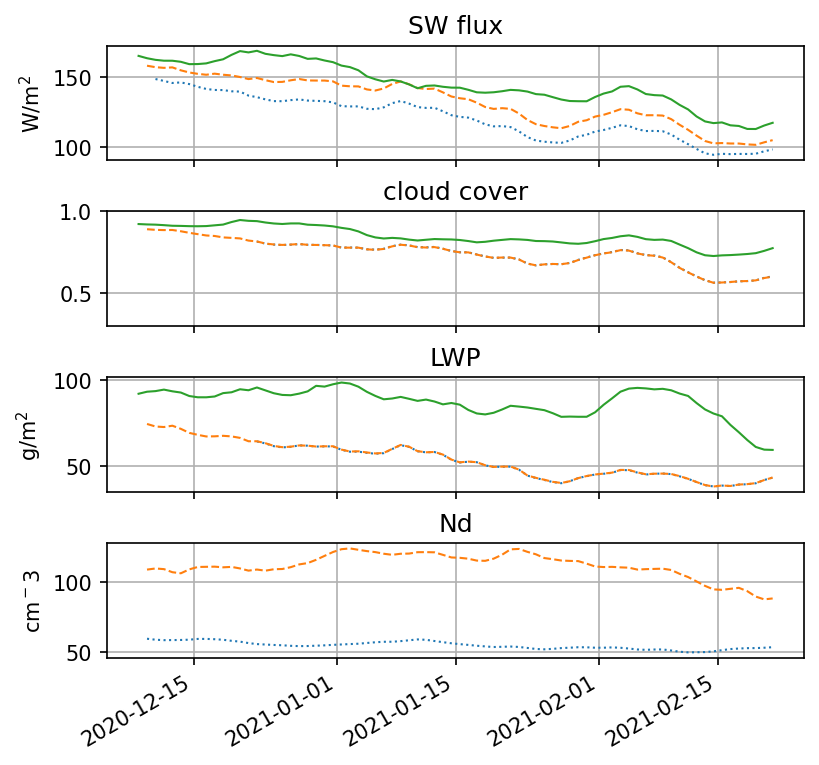 SW flux
150
100
W/m²
cloud cover
1.0
0.5
LWP
100
50
g/m²
Nd
100
50
cm⁻3
2020-12-15
2021-01-01
2021-01-15
2021-02-01
2021-02-15